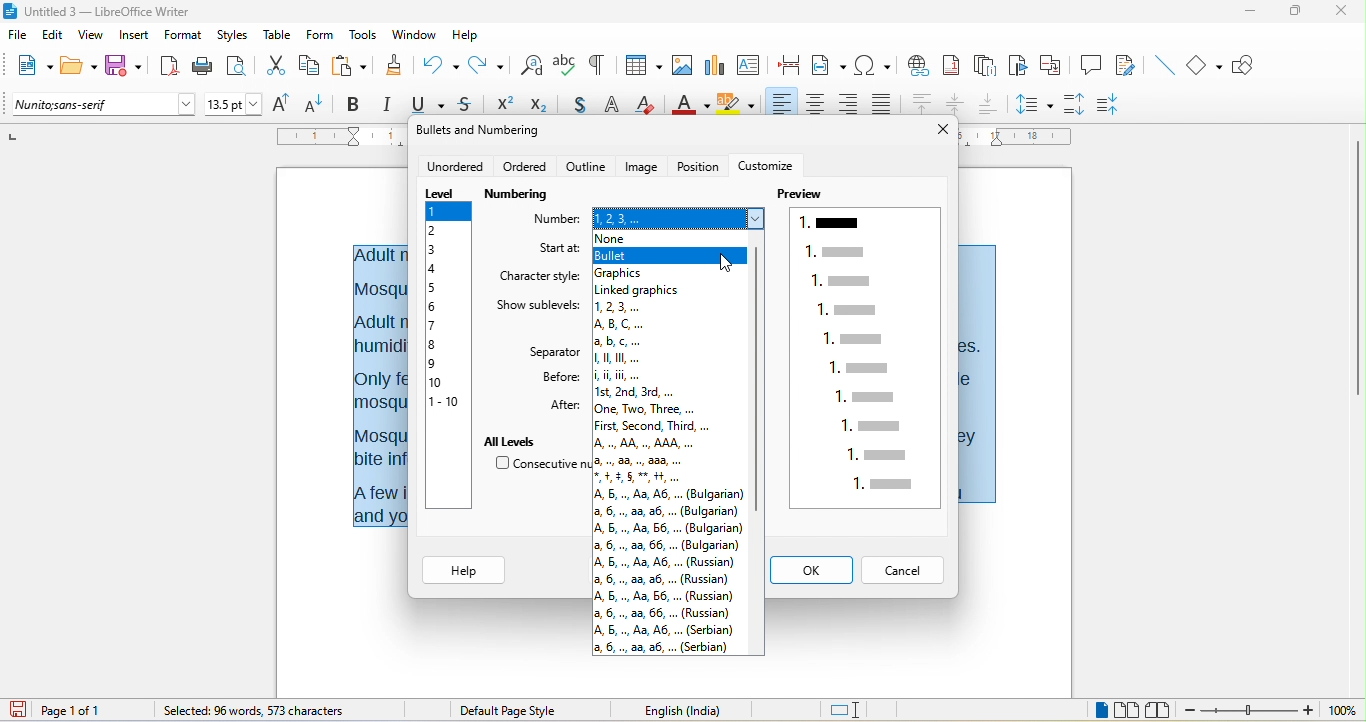 Untitled 3 — LibreOffice Writer
File Edit View Insert Format Styles Table Form Tools Window Help
Nunito;sans-serif 13.5 pt
Bullets and Numbering
Unordered Ordered Outline Image Position Customize
Level Numbering Preview
1
2
3
4
5
6
7
8
9
10
1 - 10
Number: 1, 2, 3, ...
Start at:
Character style:
Show sublevels:
Separator
Before:
After:
All Levels
Consecutive nu
None
Bullet
Graphics
Linked graphics
1, 2, 3, ...
A, B, C, ...
a, b, c, ...
I, II, III, ...
i, ii, iii, ...
1st, 2nd, 3rd, ...
One, Two, Three, ...
First, Second, Third, ...
A, .., AA, .., AAA, ...
a, .., aa, .., aaa, ...
*, †, ‡, §, **, ††, ...
А, Б, .., Аа, Аб, ... (Bulgarian)
а, б, .., аа, аб, ... (Bulgarian)
А, Б, .., Аа, Бб, ... (Bulgarian)
а, б, .., аа, бб, ... (Bulgarian)
А, Б, .., Аа, Аб, ... (Russian)
а, б, .., аа, аб, ... (Russian)
А, Б, .., Аа, Бб, ... (Russian)
а, б, .., аа, бб, ... (Russian)
А, Б, .., Аа, Аб, ... (Serbian)
а, б, .., аа, аб, ... (Serbian)
1.
1.
1.
1.
1.
1.
1.
1.
1.
1.
Help OK Cancel
Adult m
Mosqu
Adult m
humidi es.
Only fe le
mosqu
Mosqu ey
bite inf
A few i
and yo
Page 1 of 1 Selected: 96 words, 573 characters Default Page Style English (India) 100%